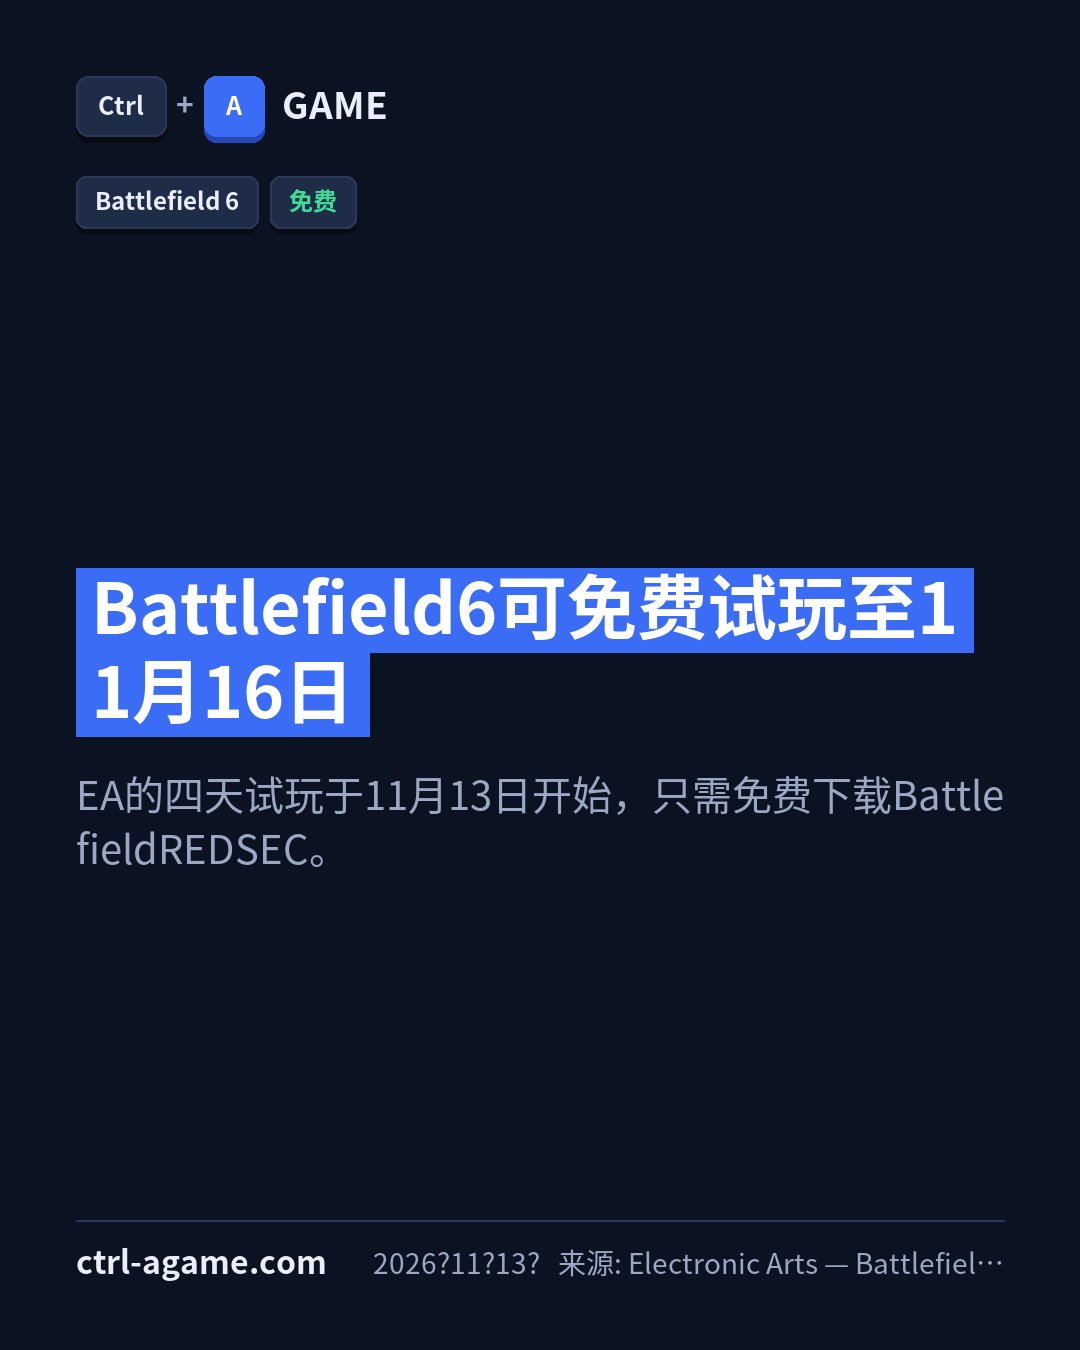 Ctrl + A GAME
Battlefield 6 免费
Battlefield6可免费试玩至1
1月16日
EA的四天试玩于11月13日开始，只需免费下载Battle
fieldREDSEC。
ctrl-agame.com 2026?11?13? 来源: Electronic Arts — Battlefiel…